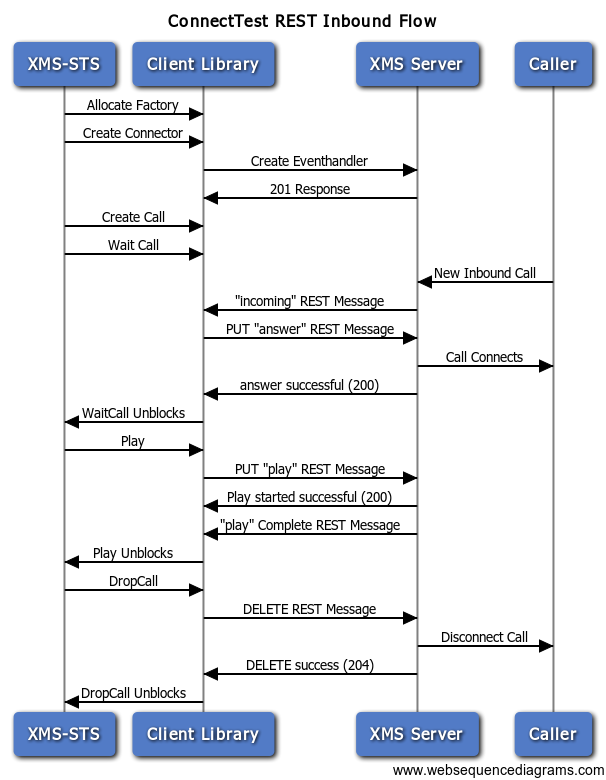 ConnectTest REST Inbound Flow
XMS-STS
Client Library
XMS Server
Caller
Allocate Factory
Create Connector
Create Eventhandler
201 Response
Create Call
Wait Call
New Inbound Call
"incoming" REST Message
PUT "answer" REST Message
Call Connects
answer successful (200)
WaitCall Unblocks
Play
PUT "play" REST Message
Play started successful (200)
"play" Complete REST Message
Play Unblocks
DropCall
DELETE REST Message
Disconnect Call
DELETE success (204)
DropCall Unblocks
XMS-STS
Client Library
XMS Server
Caller
www.websequencediagrams.com